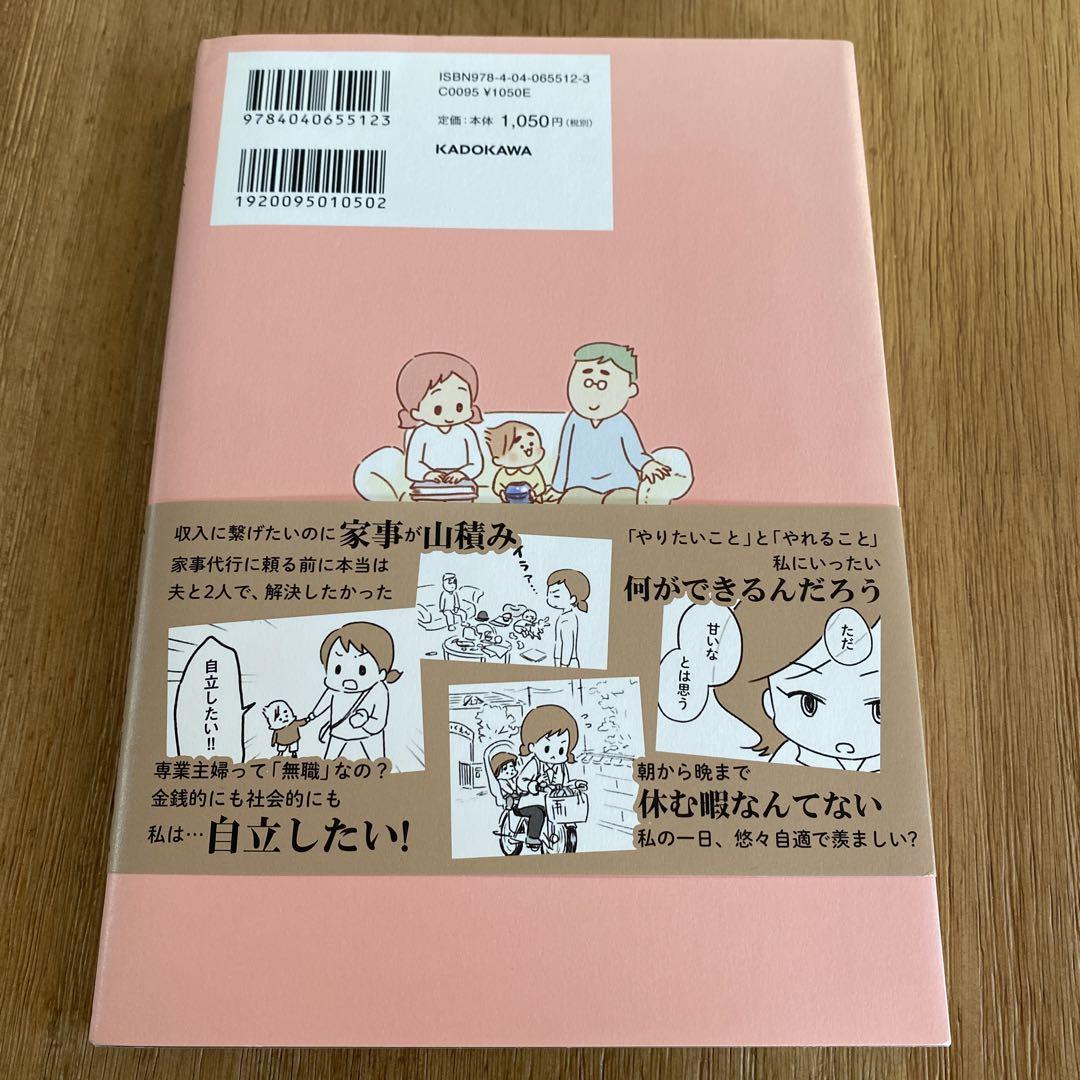 ISBN978-4-04-065512-3
C0095 ¥1050E
定価：本体 1,050円（税別）
KADOKAWA
9784040655123
1920095010502
収入に繋げたいのに家事が山積み
家事代行に頼る前に本当は
夫と2人で、解決したかった
イラァ…
「やりたいこと」と「やれること」
私にいったい
何ができるんだろう
ただ
甘いな
とは思う
自立したい!!
専業主婦って「無職」なの？
金銭的にも社会的にも
私は…自立したい!
朝から晩まで
休む暇なんてない
私の一日、悠々自適で羨ましい?